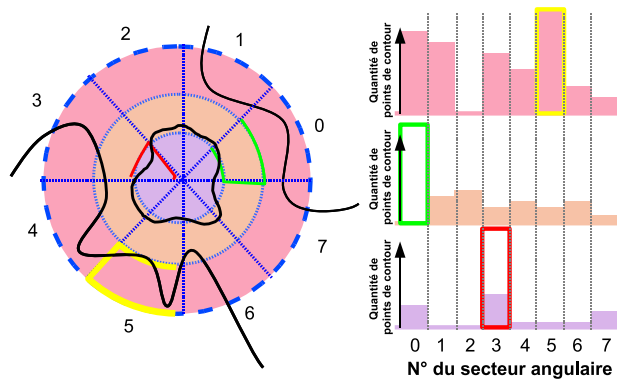 2
1
3
0
4
7
5
6
Quantité de
points de contour
Quantité de
points de contour
Quantité de
points de contour
0 1 2 3 4 5 6 7
N° du secteur angulaire